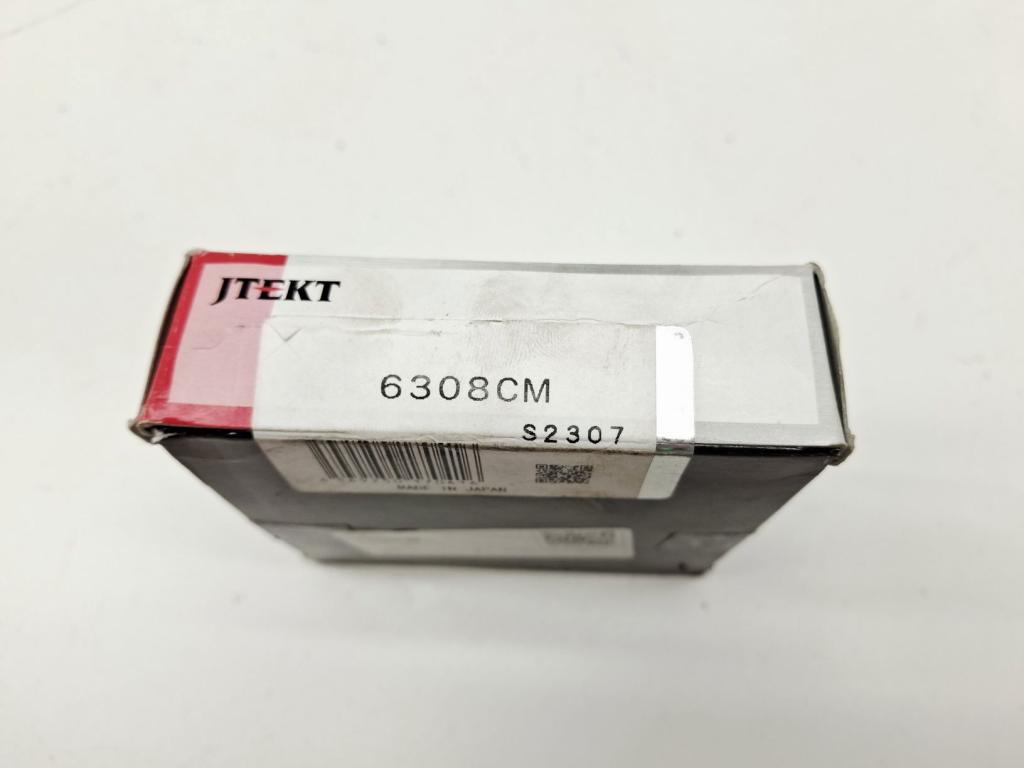 JTEKT
6308CM
S2307
MADE IN JAPAN